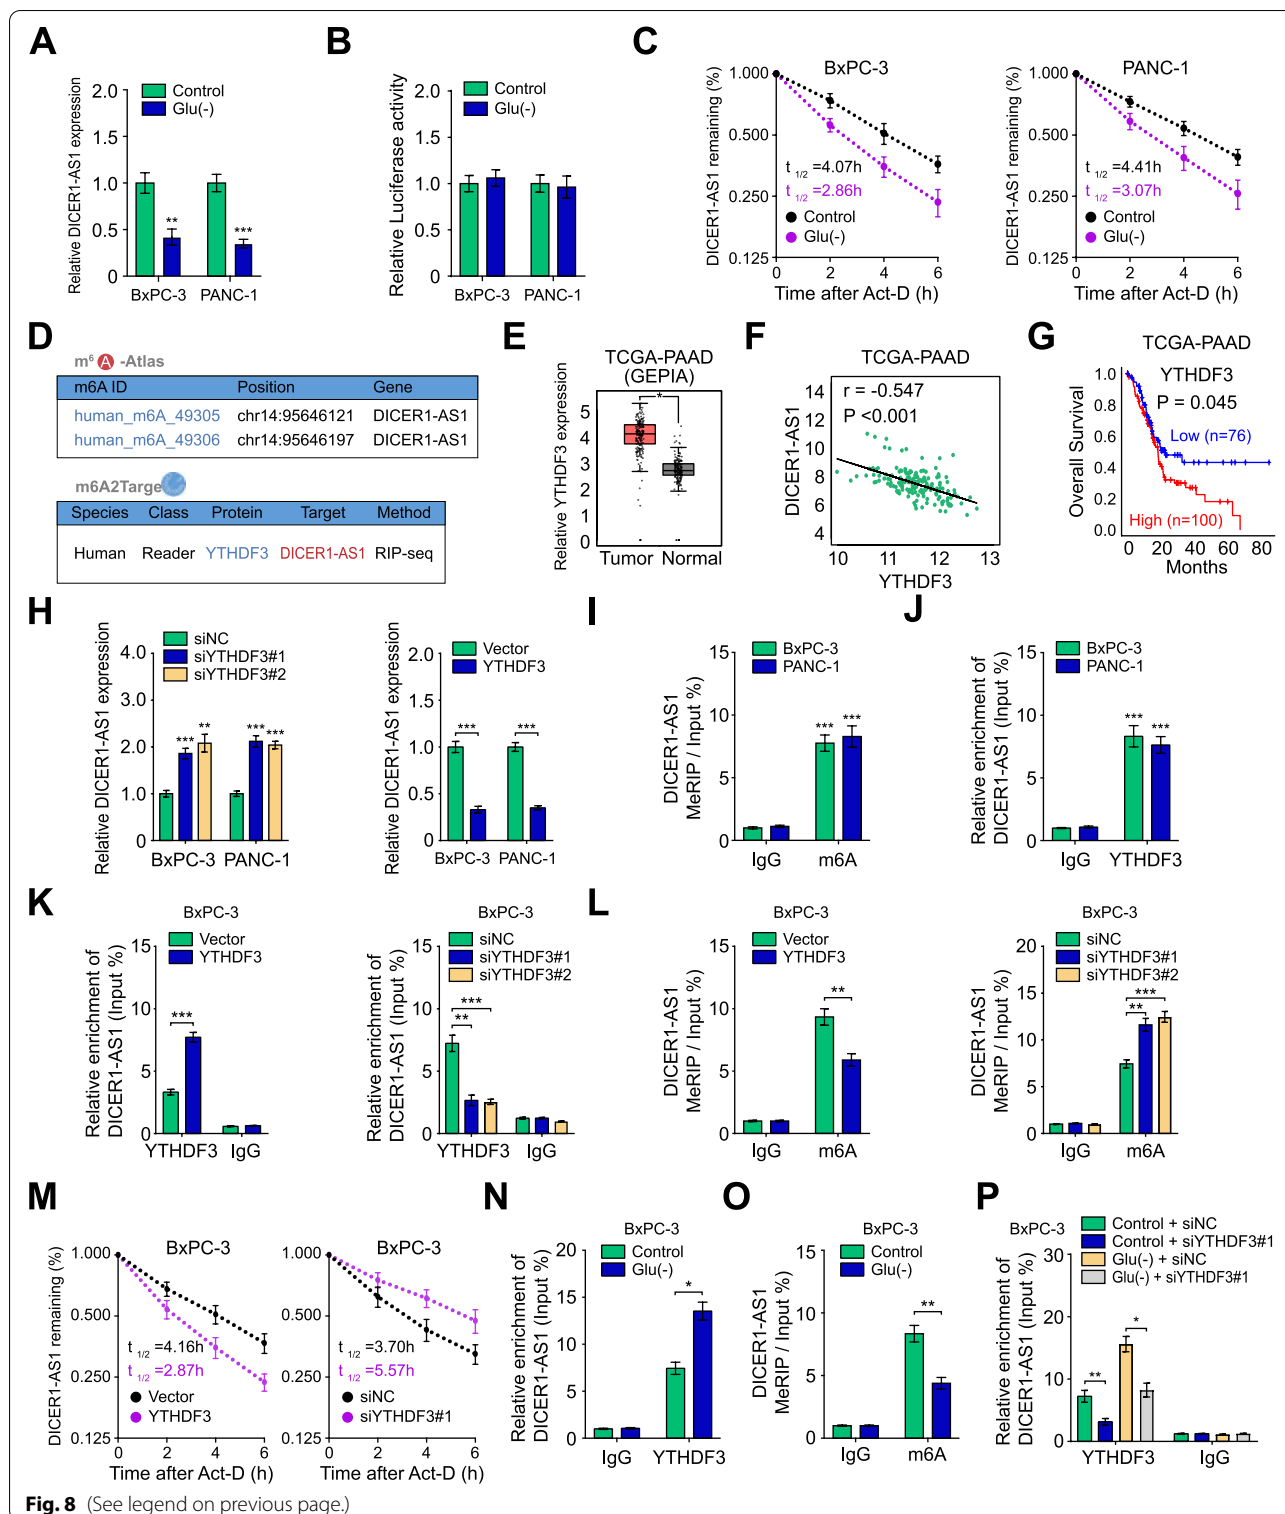 A
Relative DICER1-AS1 expression
2.0
1.5
1.0
0.5
0
Control
Glu(-)
**
***
BxPC-3 PANC-1
B
Relative Luciferase activity
2.0
1.5
1.0
0.5
0
Control
Glu(-)
BxPC-3 PANC-1
C
BxPC-3
DICER1-AS1 remaining (%)
1.000
0.500
0.250
0.125
t 1/2 =4.07h
t 1/2 =2.86h
Control
Glu(-)
0 2 4 6
Time after Act-D (h)
PANC-1
DICER1-AS1 remaining (%)
1.000
0.500
0.250
0.125
t 1/2 =4.41h
t 1/2 =3.07h
Control
Glu(-)
0 2 4 6
Time after Act-D (h)
D
m⁶ A -Atlas
m6A ID Position Gene
human_m6A_49305 chr14:95646121 DICER1-AS1
human_m6A_49306 chr14:95646197 DICER1-AS1
m6A2Targe
Species Class Protein Target Method
Human Reader YTHDF3 DICER1-AS1 RIP-seq
E
TCGA-PAAD
(GEPIA)
Relative YTHDF3 expression
5
4
3
2
1
0
*
Tumor Normal
F
TCGA-PAAD
DICER1-AS1
14
12
10
8
6
4
r = -0.547
P <0.001
10 11 12 13
YTHDF3
G
TCGA-PAAD
YTHDF3
P = 0.045
Overall Survival
1.0
0.8
0.6
0.4
0.2
0.0
Low (n=76)
High (n=100)
0 20 40 60 80
Months
H
Relative DICER1-AS1 expression
4.0
3.0
2.0
1.0
0
siNC
siYTHDF3#1
siYTHDF3#2
*** ** *** ***
BxPC-3 PANC-1
Relative DICER1-AS1 expression
2.0
1.5
1.0
0.5
0
Vector
YTHDF3
*** ***
BxPC-3 PANC-1
I
DICER1-AS1
MeRIP / Input %)
15
10
5
0
BxPC-3
PANC-1
*** ***
IgG m6A
J
Relative enrichment of
DICER1-AS1 (Input %)
15
10
5
0
BxPC-3
PANC-1
*** ***
IgG YTHDF3
K
BxPC-3
Relative enrichment of
DICER1-AS1 (Input %)
15
10
5
0
Vector
YTHDF3
***
YTHDF3 IgG
BxPC-3
Relative enrichment of
DICER1-AS1 (Input %)
15
10
5
0
siNC
siYTHDF3#1
siYTHDF3#2
***
**
YTHDF3 IgG
L
BxPC-3
DICER1-AS1
MeRIP / Input %)
15
10
5
0
Vector
YTHDF3
**
IgG m6A
BxPC-3
DICER1-AS1
MeRIP / Input %)
20
15
10
5
0
siNC
siYTHDF3#1
siYTHDF3#2
***
**
IgG m6A
M
BxPC-3
DICER1-AS1 remaining (%)
1.000
0.500
0.250
0.125
t 1/2 =4.16h
t 1/2 =2.87h
Vector
YTHDF3
0 2 4 6
Time after Act-D (h)
BxPC-3
1.000
0.500
0.250
0.125
t 1/2 =3.70h
t 1/2 =5.57h
siNC
siYTHDF3#1
0 2 4 6
Time after Act-D (h)
N
BxPC-3
Relative enrichment of
DICER1-AS1 (Input %)
20
15
10
5
0
Control
Glu(-)
*
IgG YTHDF3
O
BxPC-3
DICER1-AS1
MeRIP / Input %)
15
10
5
0
Control
Glu(-)
**
IgG m6A
P
BxPC-3
Relative enrichment of
DICER1-AS1 (Input %)
30
20
10
0
Control + siNC
Control + siYTHDF3#1
Glu(-) + siNC
Glu(-) + siYTHDF3#1
** *
YTHDF3 IgG
Fig. 8 (See legend on previous page.)